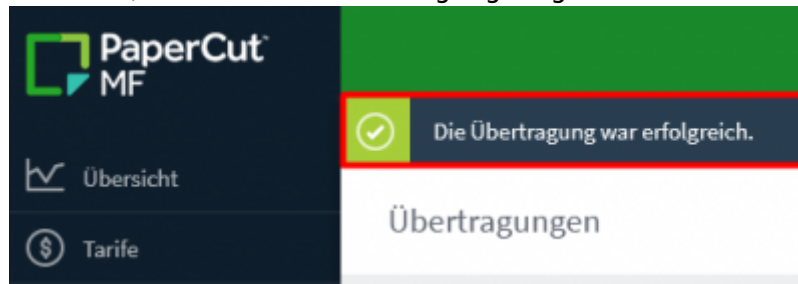 PaperCut
MF
Die Übertragung war erfolgreich.
Übersicht
Übertragungen
Tarife